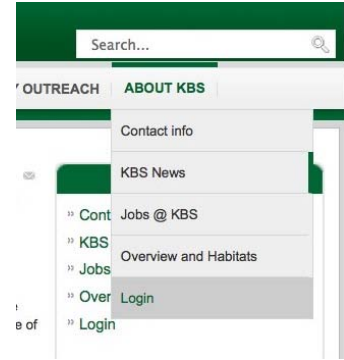 Search...
OUTREACH
ABOUT KBS
Contact info
KBS News
Jobs @ KBS
Overview and Habitats
Login
» Cont
» KBS
» Jobs
» Over
» Login
e of